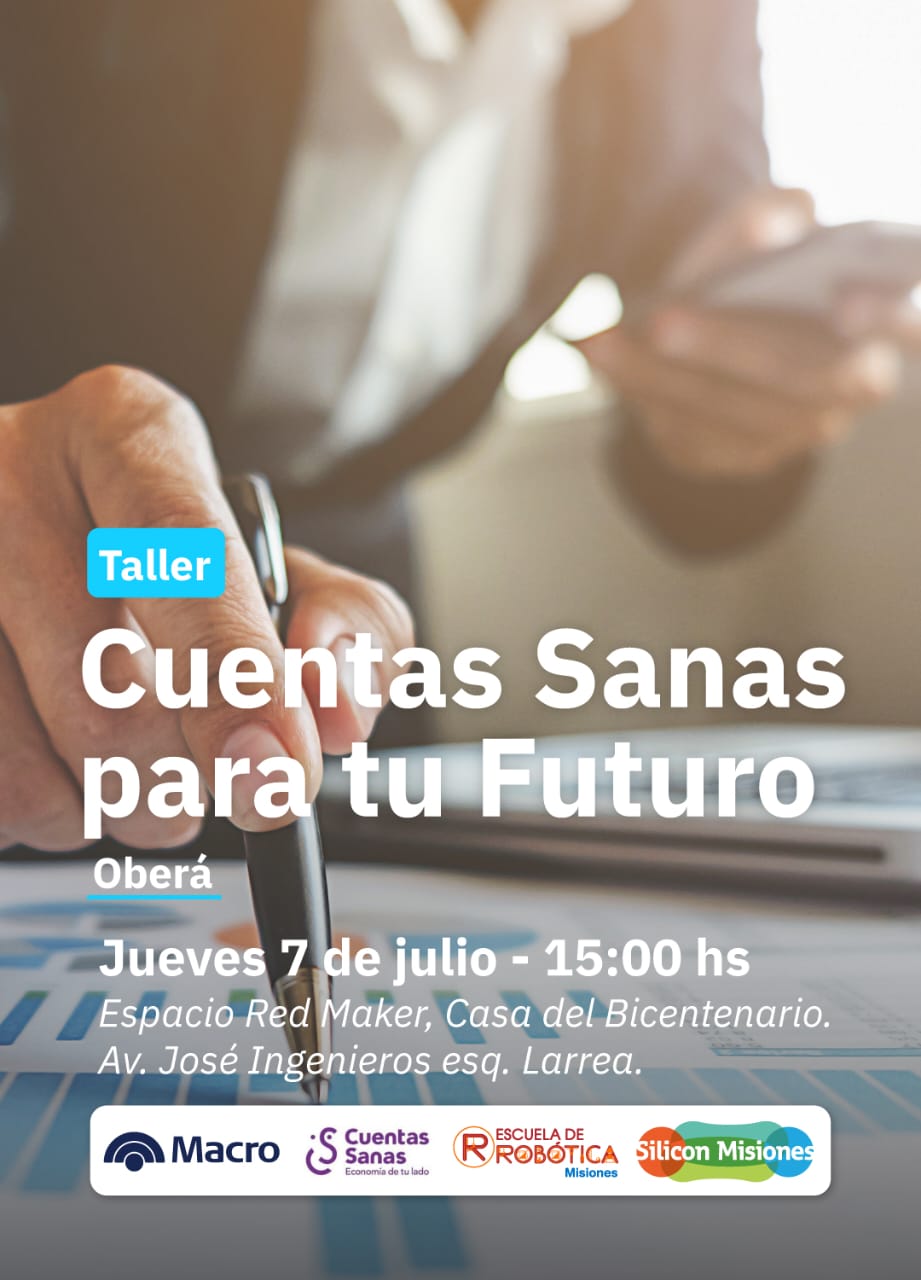 Taller
Cuentas Sanas
para tu Futuro
Oberá
Jueves 7 de julio - 15:00 hs
Espacio Red Maker, Casa del Bicentenario.
Av. José Ingenieros esq. Larrea.
Macro
Cuentas
Sanas
Economía de tu lado
ESCUELA DE
ROBÓTICA
Misiones
Silicon Misiones